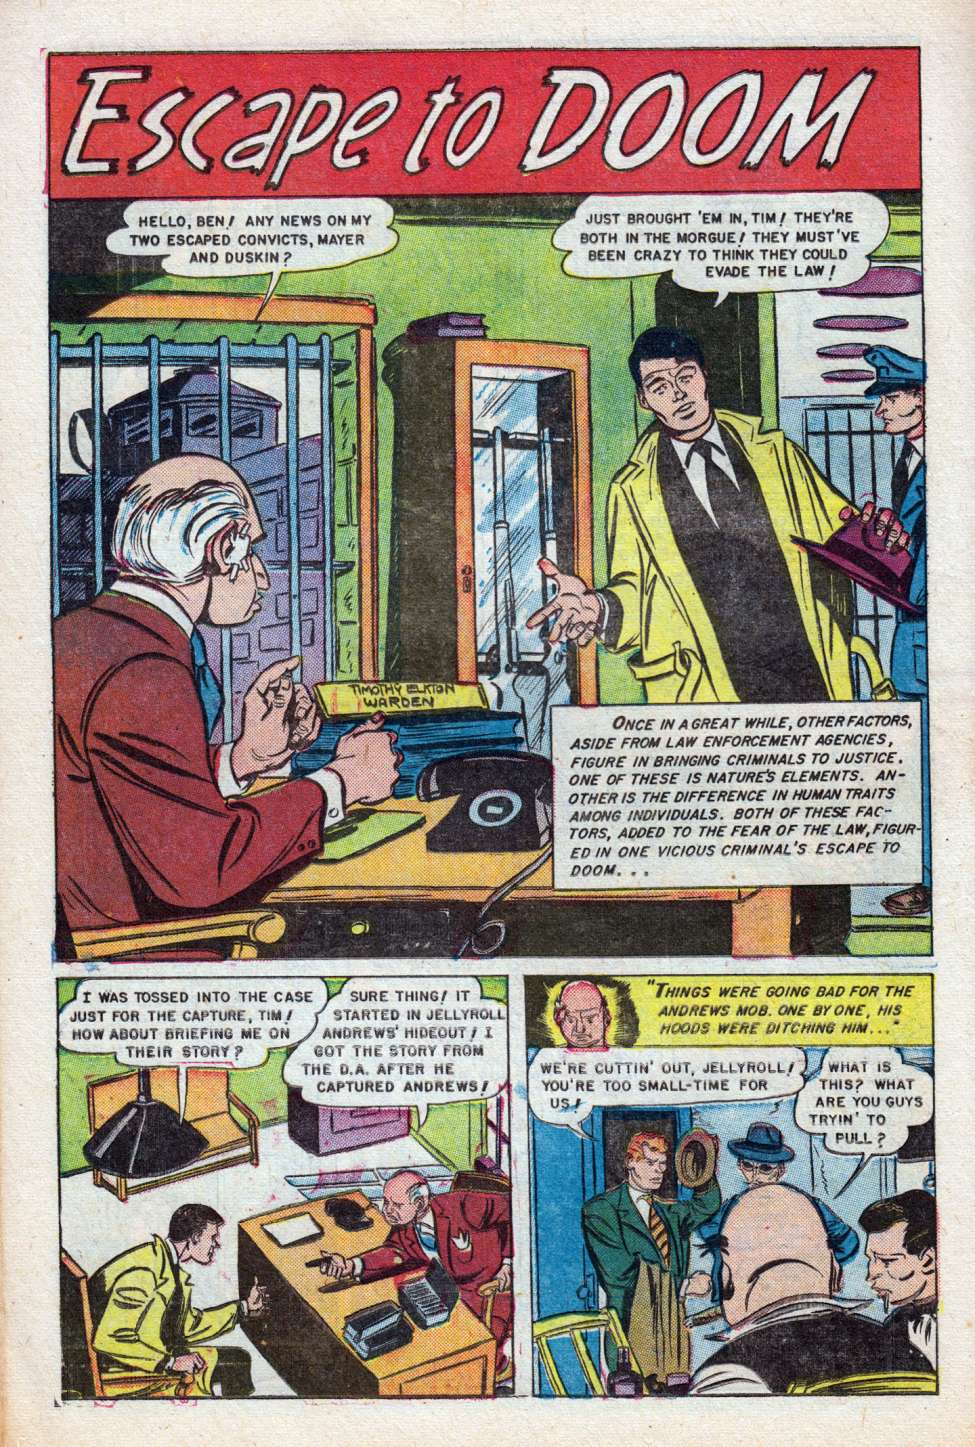 Escape to DOOM
HELLO, BEN! ANY NEWS ON MY
TWO ESCAPED CONVICTS, MAYER
AND DUSKIN?
JUST BROUGHT 'EM IN, TIM! THEY'RE
BOTH IN THE MORGUE! THEY MUST'VE
BEEN CRAZY TO THINK THEY COULD
EVADE THE LAW!
TIMOTHY ELKTON
WARDEN
ONCE IN A GREAT WHILE, OTHER FACTORS,
ASIDE FROM LAW ENFORCEMENT AGENCIES,
FIGURE IN BRINGING CRIMINALS TO JUSTICE.
ONE OF THESE IS NATURE'S ELEMENTS. AN-
OTHER IS THE DIFFERENCE IN HUMAN TRAITS
AMONG INDIVIDUALS. BOTH OF THESE FAC-
TORS, ADDED TO THE FEAR OF THE LAW, FIGUR-
ED IN ONE VICIOUS CRIMINAL'S ESCAPE TO
DOOM...
I WAS TOSSED INTO THE CASE
JUST FOR THE CAPTURE, TIM!
HOW ABOUT BRIEFING ME ON
THEIR STORY?
SURE THING! IT
STARTED IN JELLYROLL
ANDREWS' HIDEOUT! I
GOT THE STORY FROM
THE D.A. AFTER HE
CAPTURED ANDREWS!
"THINGS WERE GOING BAD FOR THE
ANDREWS MOB. ONE BY ONE, HIS
HOODS WERE DITCHING HIM..."
WE'RE CUTTIN' OUT, JELLYROLL!
YOU'RE TOO SMALL-TIME FOR
US!
WHAT IS
THIS? WHAT
ARE YOU GUYS
TRYIN' TO
PULL?